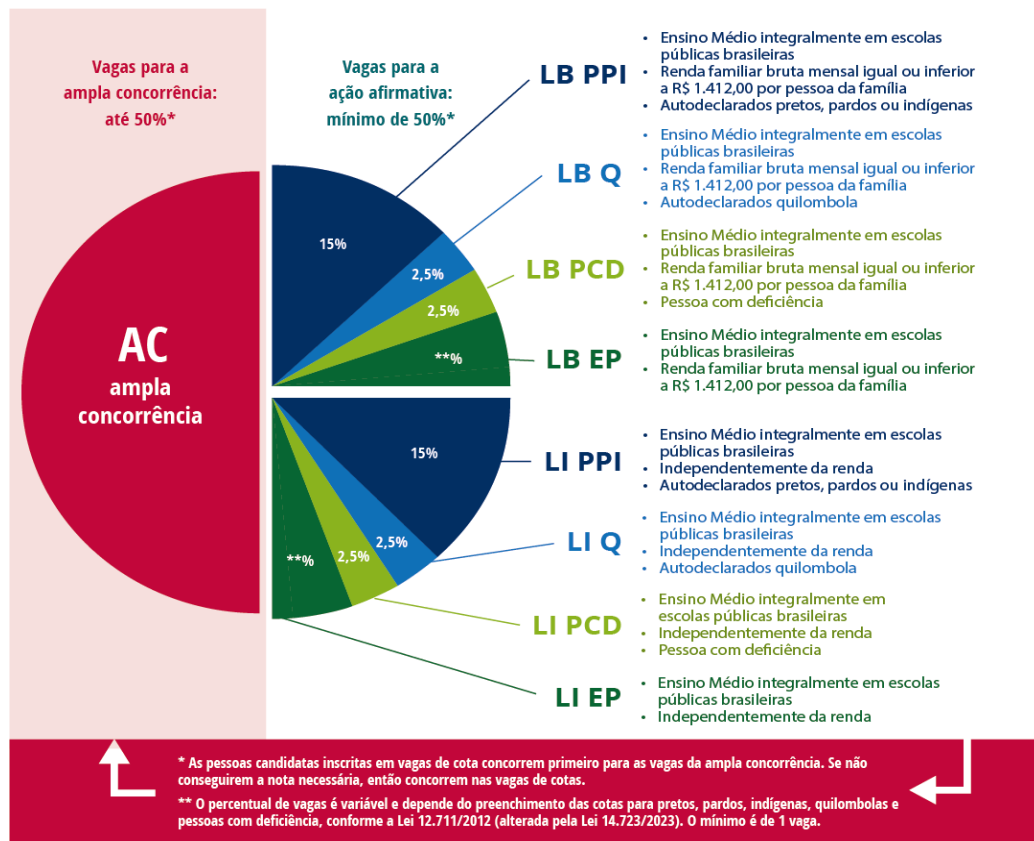 Vagas para a
ampla concorrência:
até 50%*
Vagas para a
ação afirmativa:
mínimo de 50%*
AC
ampla
concorrência
15%
2,5%
2,5%
**%
15%
2,5%
2,5%
**%
LB PPI
• Ensino Médio integralmente em escolas
públicas brasileiras
• Renda familiar bruta mensal igual ou inferior
a R$ 1.412,00 por pessoa da família
• Autodeclarados pretos, pardos ou indígenas
LB Q
• Ensino Médio integralmente em escolas
públicas brasileiras
• Renda familiar bruta mensal igual ou inferior
a R$ 1.412,00 por pessoa da família
• Autodeclarados quilombola
LB PCD
• Ensino Médio integralmente em escolas
públicas brasileiras
• Renda familiar bruta mensal igual ou inferior
a R$ 1.412,00 por pessoa da família
• Pessoa com deficiência
LB EP
• Ensino Médio integralmente em escolas
públicas brasileiras
• Renda familiar bruta mensal igual ou inferior
a R$ 1.412,00 por pessoa da família
LI PPI
• Ensino Médio integralmente em escolas
públicas brasileiras
• Independentemente da renda
• Autodeclarados pretos, pardos ou indígenas
LI Q
• Ensino Médio integralmente em escolas
públicas brasileiras
• Independentemente da renda
• Autodeclarados quilombola
LI PCD
• Ensino Médio integralmente em
escolas públicas brasileiras
• Independentemente da renda
• Pessoa com deficiência
LI EP
• Ensino Médio integralmente em escolas
públicas brasileiras
• Independentemente da renda
* As pessoas candidatas inscritas em vagas de cota concorrem primeiro para as vagas da ampla concorrência. Se não
conseguirem a nota necessária, então concorrem nas vagas de cotas.
** O percentual de vagas é variável e depende do preenchimento das cotas para pretos, pardos, indígenas, quilombolas e
pessoas com deficiência, conforme a Lei 12.711/2012 (alterada pela Lei 14.723/2023). O mínimo é de 1 vaga.